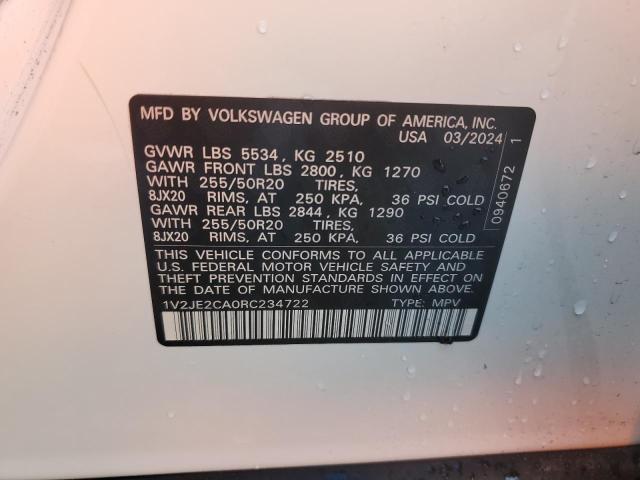 MFD BY VOLKSWAGEN GROUP OF AMERICA, INC.
USA 03/2024
GVWR LBS 5534, KG 2510
GAWR FRONT LBS 2800, KG 1270
WITH 255/50R20 TIRES,
8JX20 RIMS, AT 250 KPA, 36 PSI COLD
GAWR REAR LBS 2844, KG 1290
WITH 255/50R20 TIRES,
8JX20 RIMS, AT 250 KPA, 36 PSI COLD
THIS VEHICLE CONFORMS TO ALL APPLICABLE
U.S. FEDERAL MOTOR VEHICLE SAFETY AND
THEFT PREVENTION STANDARDS IN EFFECT ON
THE DATE OF MANUFACTURE SHOWN ABOVE.
1V2JE2CA0RC234722 TYPE: MPV
0940672 1